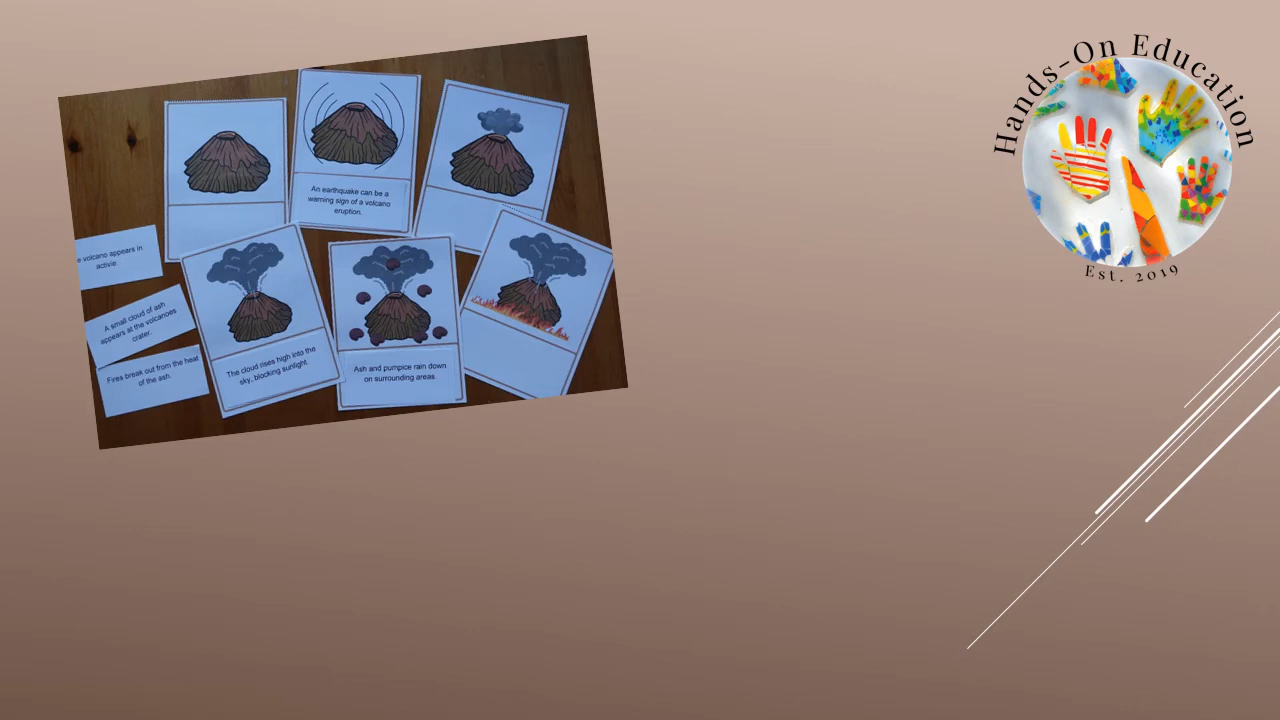 Hands-On Education
Est. 2019
An earthquake can be a
warning sign of a volcano
eruption.
e volcano appears in
activie.
A small cloud of ash
appears at the volcanoes
crater.
Fires break out from the heat
of the ash.
The cloud rises high into the
sky, blocking sunlight.
Ash and pumpice rain down
on surrounding areas.